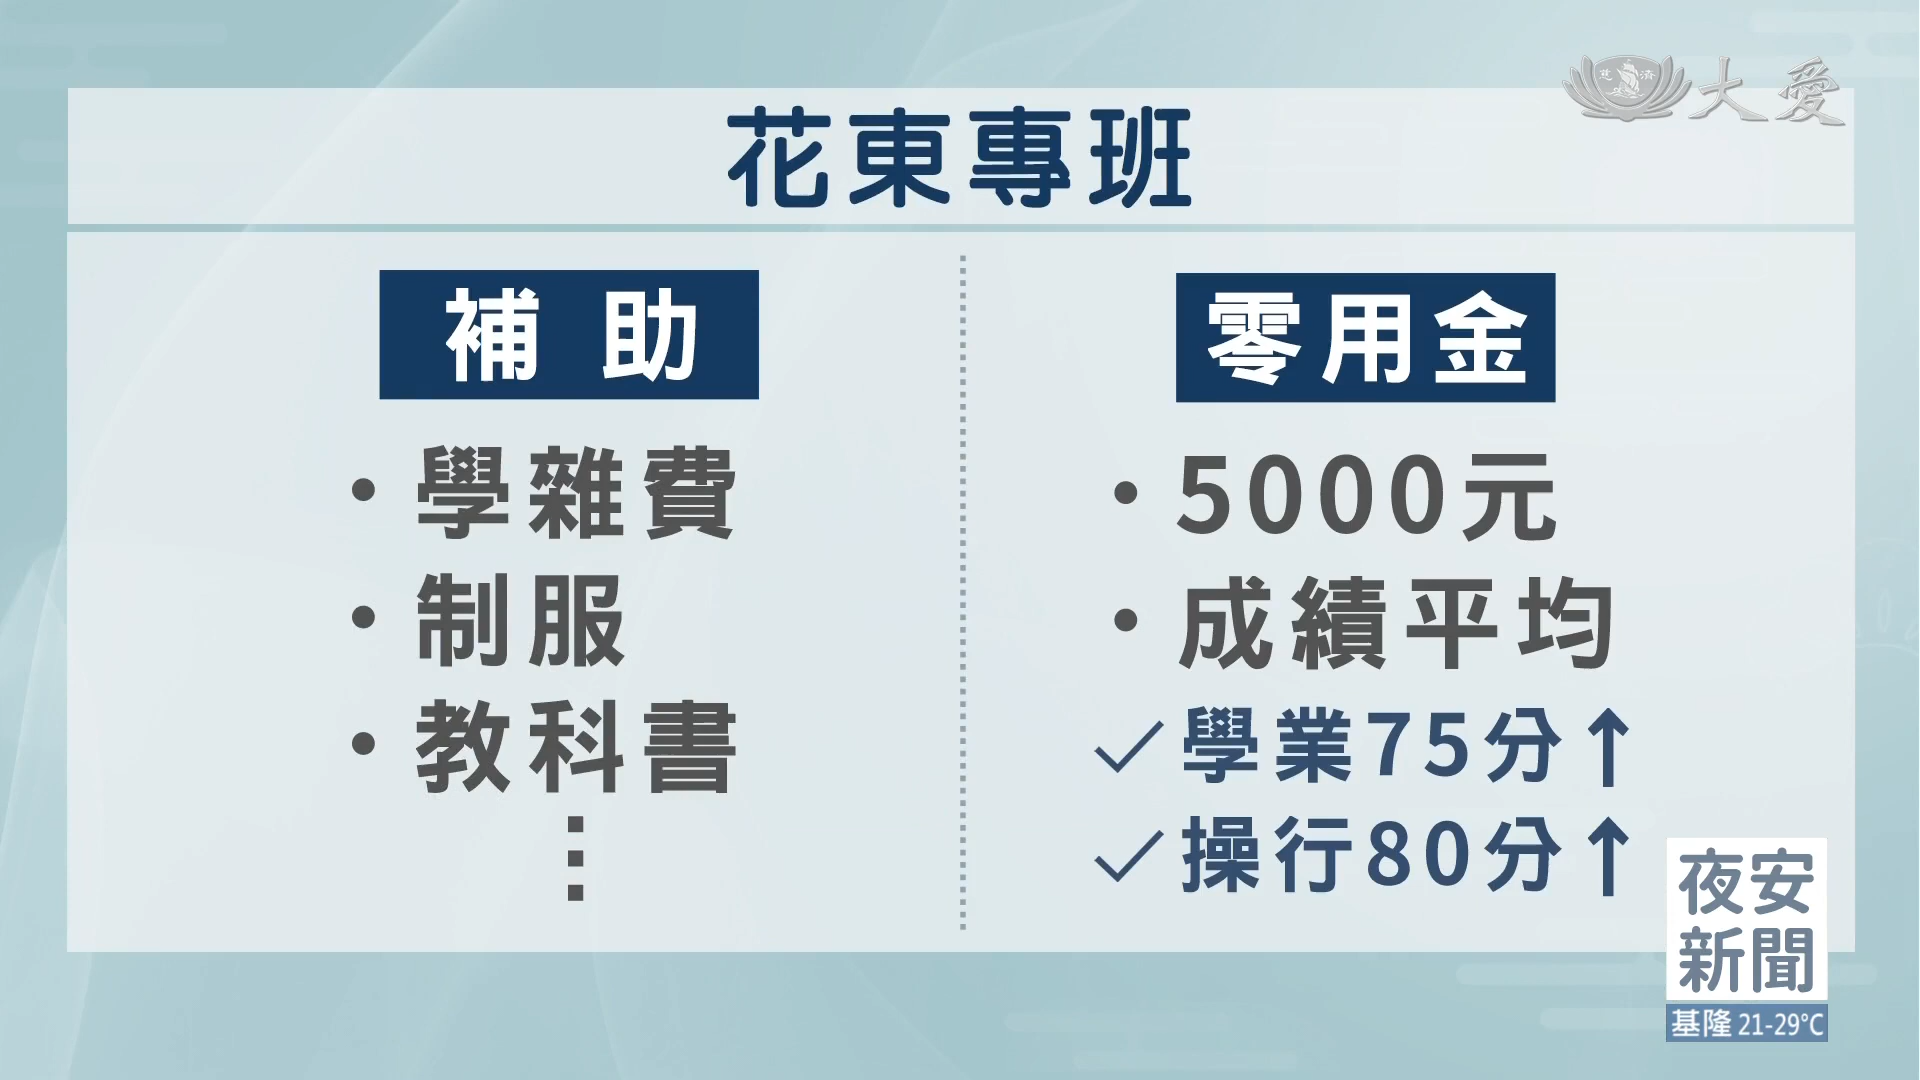 慈濟 大愛
花東專班
補助
・學雜費
・制服
・教科書
⋮
零用金
・5000元
・成績平均
✓學業75分↑
✓操行80分↑
夜安
新聞
基隆 21-29°C